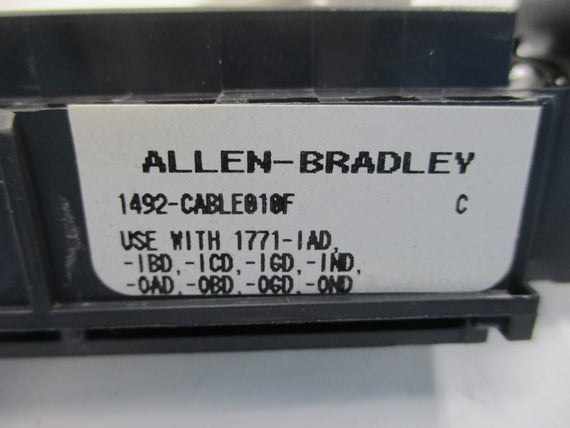 ALLEN-BRADLEY
1492-CABLE010F C
USE WITH 1771-IAD,
-IBD,-ICD,-IGD,-IND,
-OAD,-OBD,-OGD,-OND